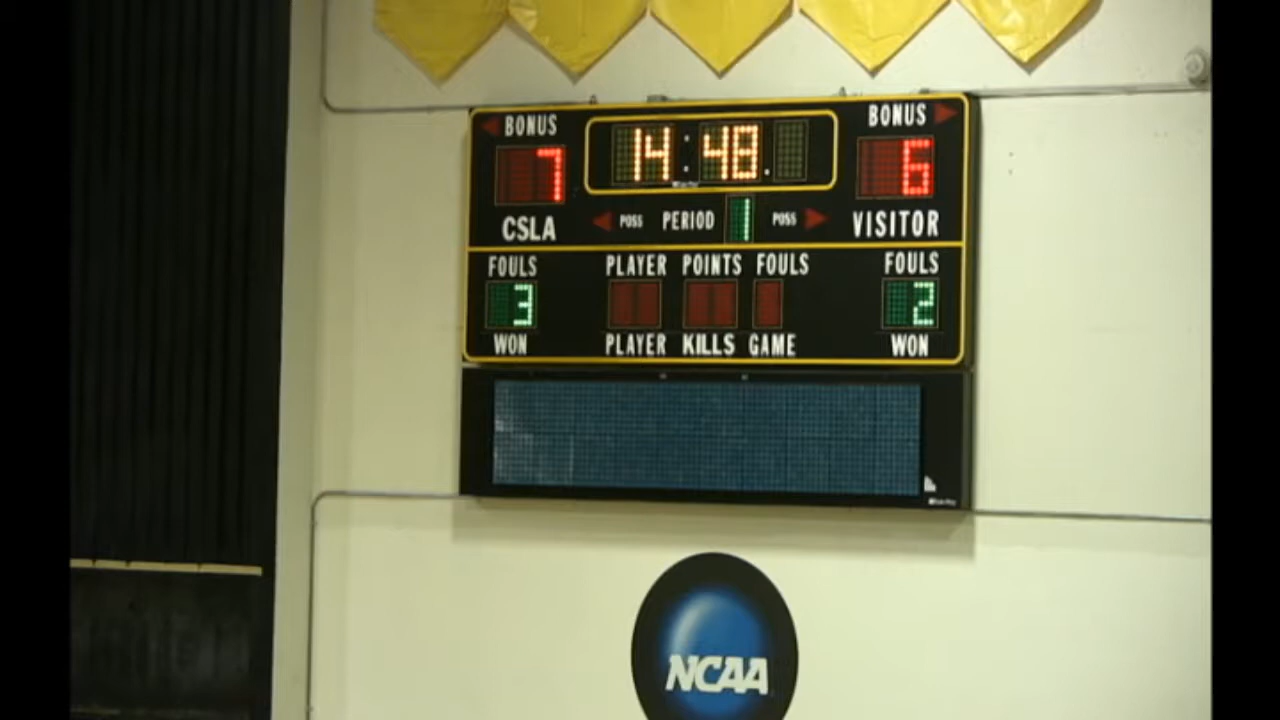 BONUS 14:48. BONUS
7 6
CSLA POSS PERIOD 1 POSS VISITOR
FOULS PLAYER POINTS FOULS FOULS
3 2
WON PLAYER KILLS GAME WON
NCAA